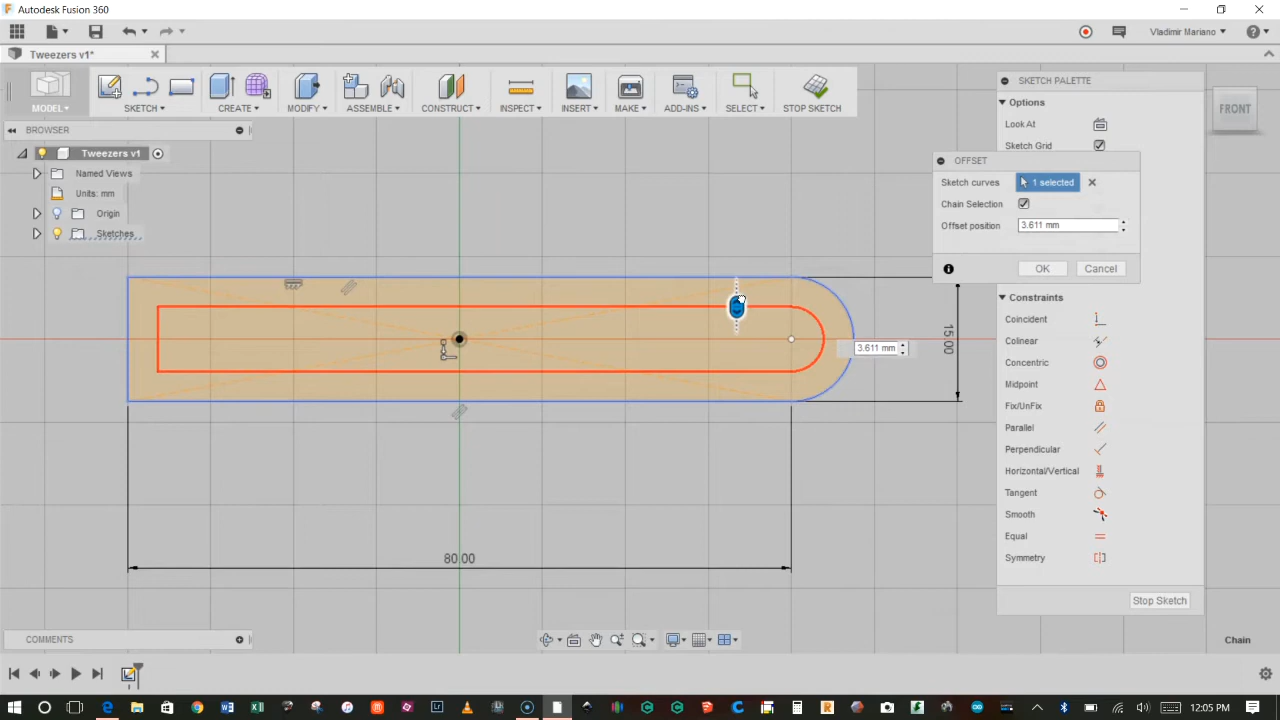 Autodesk Fusion 360
Vladimir Mariano
Tweezers v1*
MODEL
SKETCH
CREATE
MODIFY
ASSEMBLE
CONSTRUCT
INSPECT
INSERT
MAKE
ADD-INS
SELECT
STOP SKETCH
BROWSER
Tweezers v1
Named Views
Units: mm
Origin
Sketches
SKETCH PALETTE
Options
Look At
Sketch Grid
FRONT
OFFSET
Sketch curves
1 selected
Chain Selection
Offset position
3.611 mm
OK
Cancel
Constraints
Coincident
Colinear
Concentric
Midpoint
Fix/UnFix
Parallel
Perpendicular
Horizontal/Vertical
Tangent
Smooth
Equal
Symmetry
Stop Sketch
15.00
3.611 mm
80.00
COMMENTS
Chain
12:05 PM